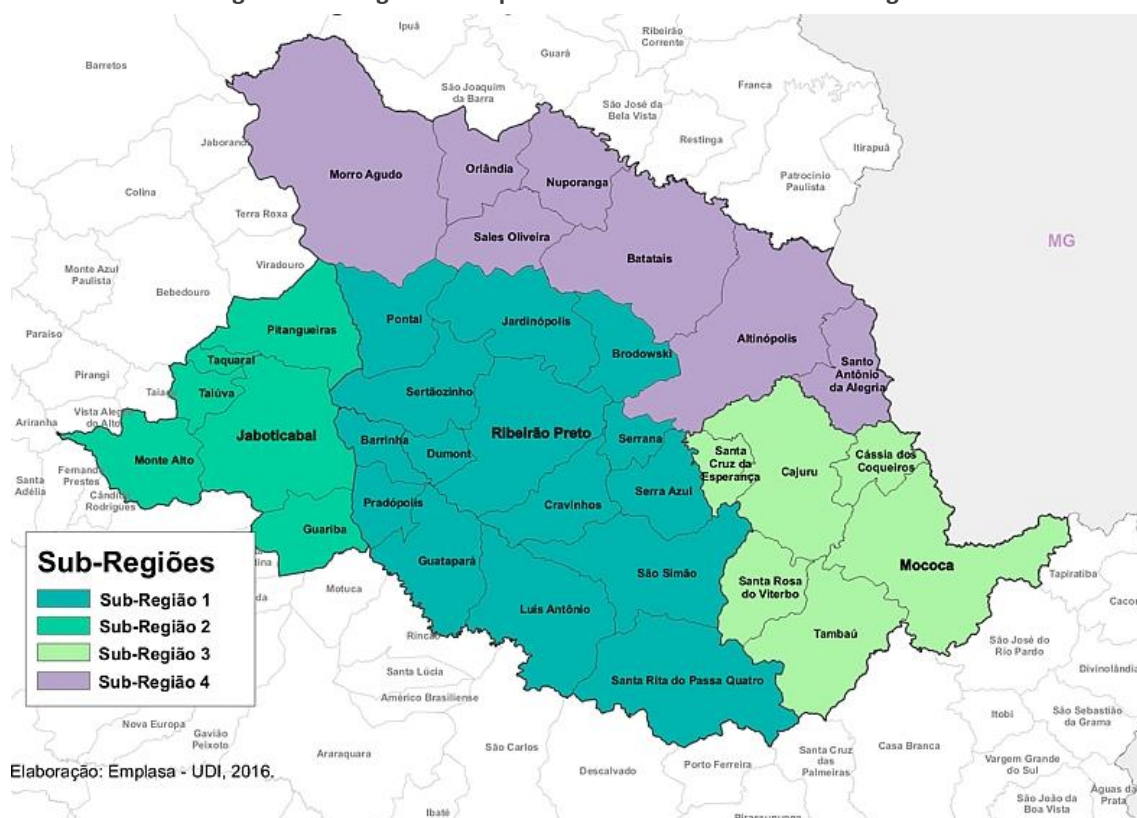 Ipuã
Ribeirão
Corrente
Guará
Barretos
Franca
São Joaquim
da Barra
São José da
Bela Vista
Restinga
Itirapuã
Jaborandi
Orlândia
Morro Agudo
Nuporanga
Patrocínio
Paulista
Colina
Terra Roxa
Sales Oliveira
MG
Batatais
Viradouro
Monte Azul
Paulista
Bebedouro
Pontal
Jardinópolis
Pitangueiras
Paraíso
Altinópolis
Brodowski
Taquaral
Santo
Antônio
da Alegria
Pirangi
Taiúva
Sertãozinho
Vista Aleg
do Alto
Ariranha
Jaboticabal
Ribeirão Preto
Barrinha
Serrana
Dumont
Santa
Cruz da
Esperança
Cajuru
Cássia dos
Coqueiros
Monte Alto
Fernand
Prestes
Santa
Adélia
Cândi
Rodrigues
Serra Azul
Pradópolis
Cravinhos
Guariba
Guatapará
São Simão
Mococa
Santa Rosa
do Viterbo
Tapiratiba
Motuca
Luis Antônio
Cacon
Tambaú
Rincão
São José do
Rio Pardo
Santa Lúcia
Divinolândia
Américo Brasiliense
Santa Rita do Passa Quatro
Sub-Regiões
Sub-Região 1
Sub-Região 2
Sub-Região 3
Sub-Região 4
Nova Europa
Gavião
Peixoto
Itobi
São Sebastião
da Grama
Araraquara
São Carlos
Casa Branca
Santa Cruz
das
Palmeiras
Porto Ferreira
Descalvado
Vargem Grande
do Sul
Águas da
Prata
São João da
Boa Vista
Ibaté
Elaboração: Emplasa - UDI, 2016.